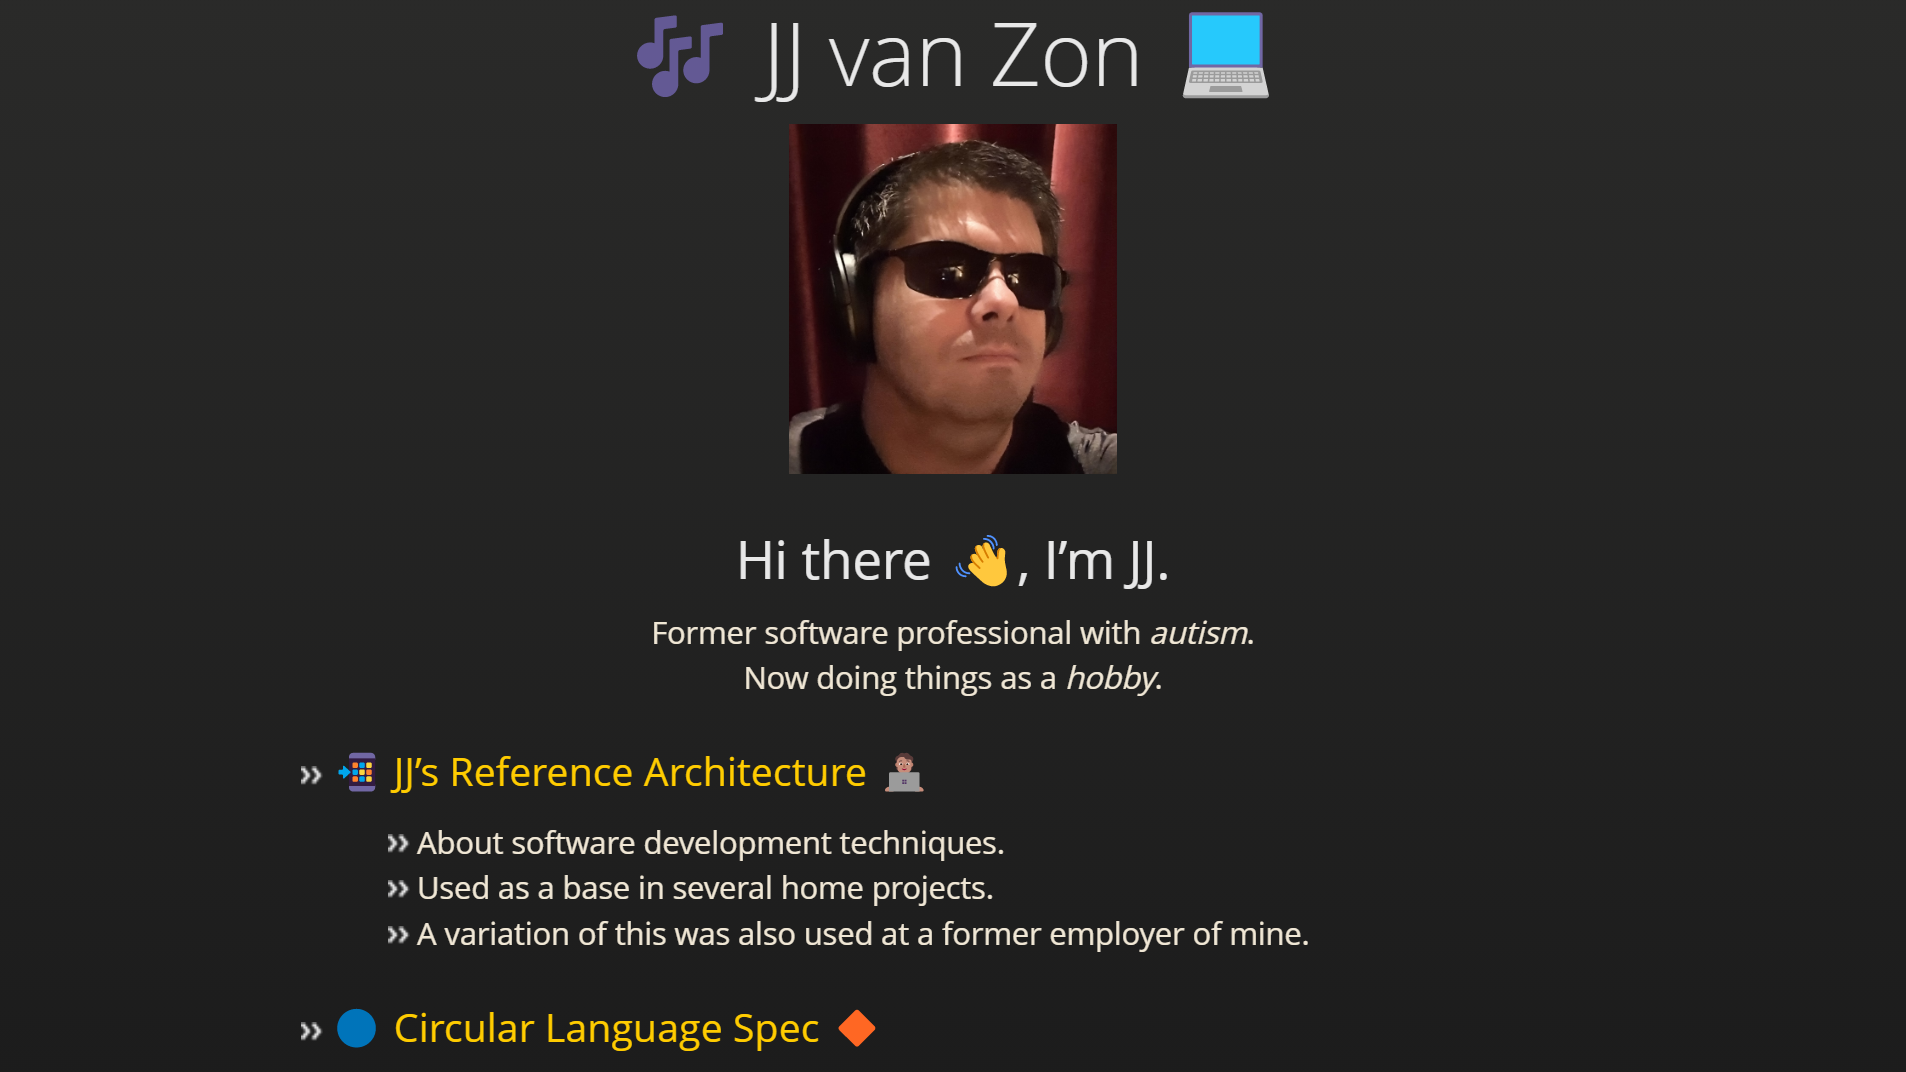 🎶 JJ van Zon 💻
Hi there 👋, I’m JJ.
Former software professional with autism.
Now doing things as a hobby.
» 📲 JJ’s Reference Architecture 👨🏽‍💻
» About software development techniques.
» Used as a base in several home projects.
» A variation of this was also used at a former employer of mine.
» 🔵 Circular Language Spec 🔶